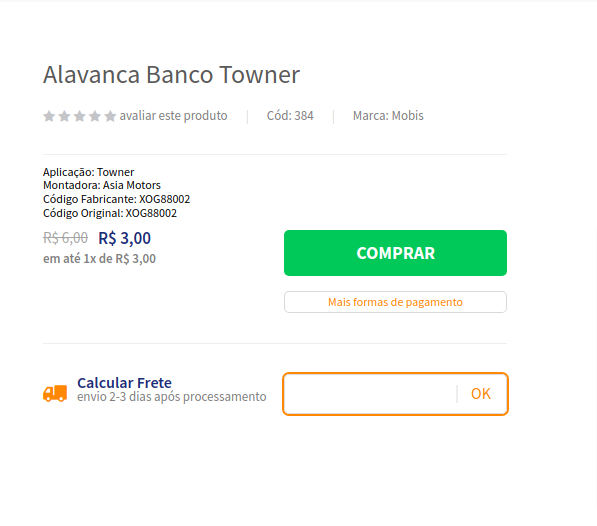 Alavanca Banco Towner
avaliar este produto | Cód: 384 | Marca: Mobis
Aplicação: Towner
Montadora: Asia Motors
Código Fabricante: XOG88002
Código Original: XOG88002
R$ 6,00 R$ 3,00
em até 1x de R$ 3,00
COMPRAR
Mais formas de pagamento
Calcular Frete
envio 2-3 dias após processamento
OK